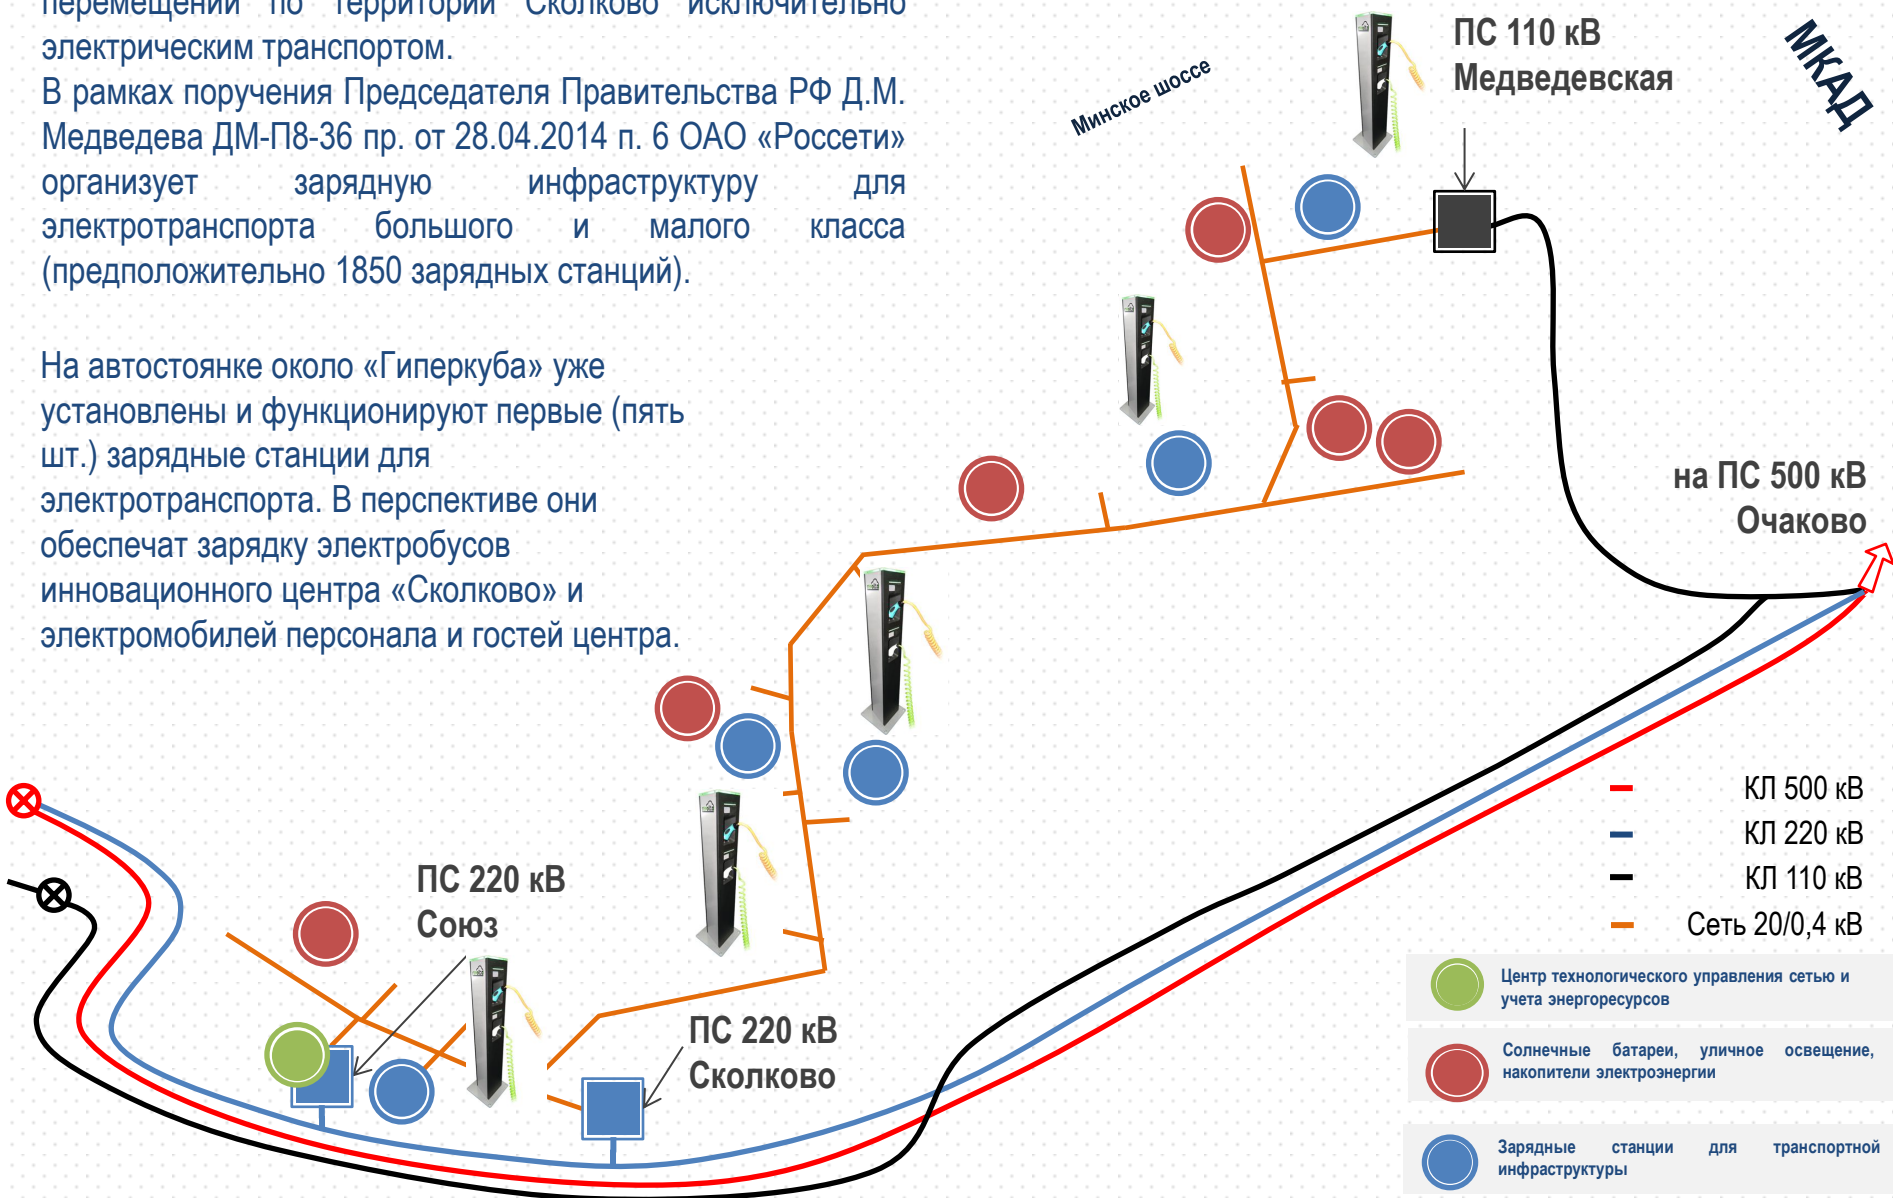 перемещении по территории Сколково исключительно
электрическим транспортом.
В рамках поручения Председателя Правительства РФ Д.М.
Медведева ДМ-П8-36 пр. от 28.04.2014 п. 6 ОАО «Россети»
организует зарядную инфраструктуру для
электротранспорта большого и малого класса
(предположительно 1850 зарядных станций).
На автостоянке около «Гиперкуба» уже
установлены и функционируют первые (пять
шт.) зарядные станции для
электротранспорта. В перспективе они
обеспечат зарядку электробусов
инновационного центра «Сколково» и
электромобилей персонала и гостей центра.
Минское шоссе
ПС 110 кВ
Медведевская
МКАД
на ПС 500 кВ
Очаково
ПС 220 кВ
Союз
ПС 220 кВ
Сколково
КЛ 500 кВ
КЛ 220 кВ
КЛ 110 кВ
Сеть 20/0,4 кВ
Центр технологического управления сетью и
учета энергоресурсов
Солнечные батареи, уличное освещение,
накопители электроэнергии
Зарядные станции для транспортной
инфраструктуры